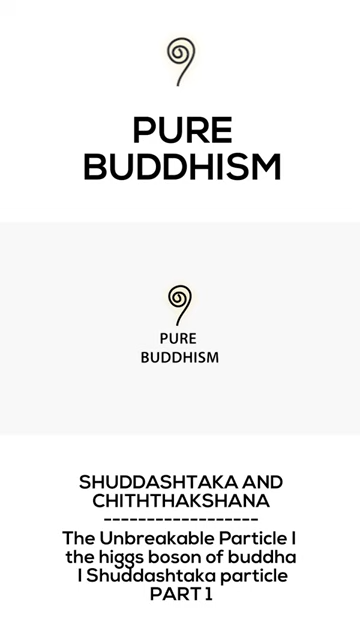 PURE
BUDDHISM
PURE
BUDDHISM
SHUDDASHTAKA AND
CHITHTHAKSHANA
------------------
The Unbreakable Particle I
the higgs boson of buddha
I Shuddashtaka particle
PART 1